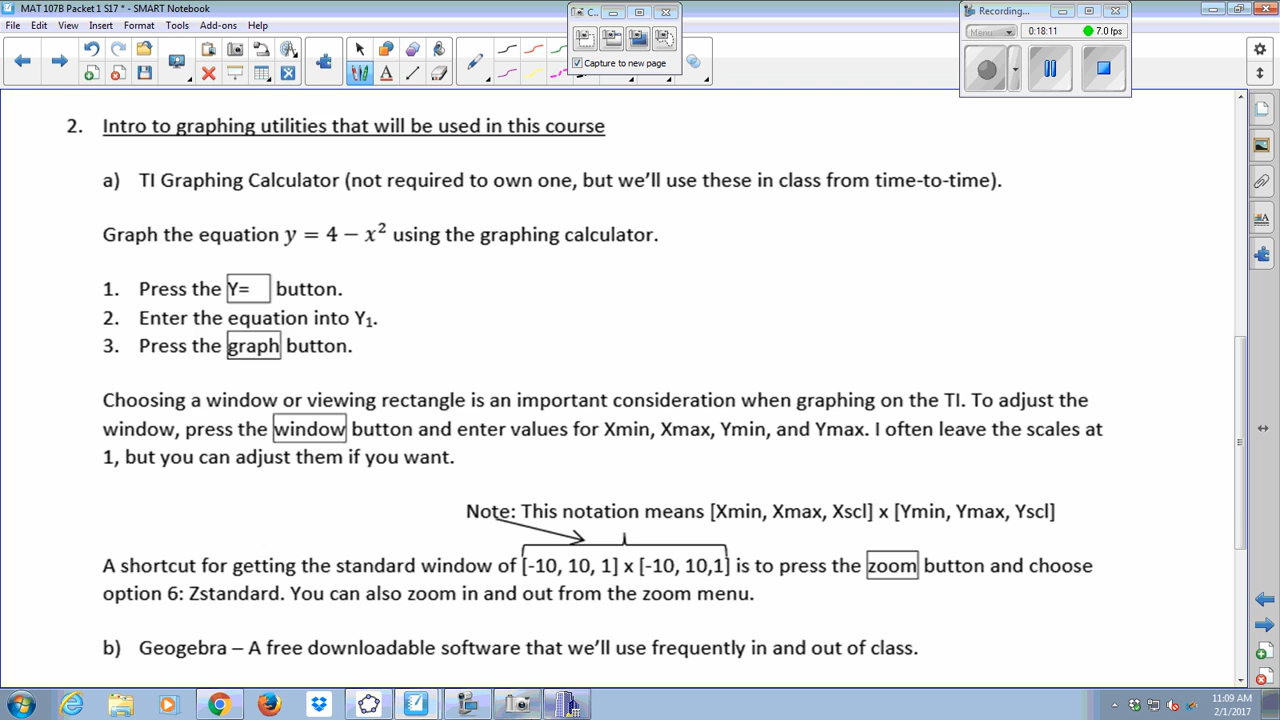 MAT 107B Packet 1 S17 * - SMART Notebook
C..
Recording...
File Edit View Insert Format Tools Add-ons Help
Menu
0:18:11
7.0 fps
Capture to new page
2. Intro to graphing utilities that will be used in this course
a) TI Graphing Calculator (not required to own one, but we'll use these in class from time-to-time).
Graph the equation y = 4 − x² using the graphing calculator.
1. Press the Y= button.
2. Enter the equation into Y₁.
3. Press the graph button.
Choosing a window or viewing rectangle is an important consideration when graphing on the TI. To adjust the
window, press the window button and enter values for Xmin, Xmax, Ymin, and Ymax. I often leave the scales at
1, but you can adjust them if you want.
Note: This notation means [Xmin, Xmax, Xscl] x [Ymin, Ymax, Yscl]
A shortcut for getting the standard window of [-10, 10, 1] x [-10, 10,1] is to press the zoom button and choose
option 6: Zstandard. You can also zoom in and out from the zoom menu.
b) Geogebra – A free downloadable software that we'll use frequently in and out of class.
11:09 AM
2/1/2017